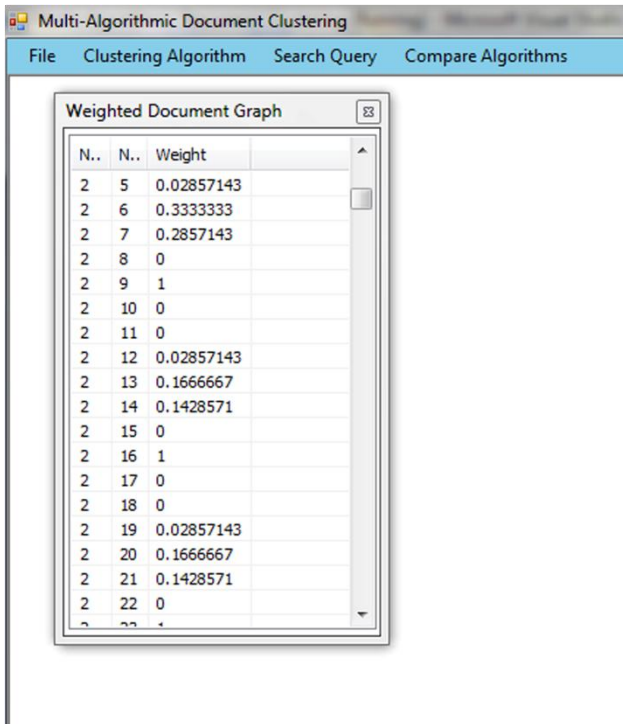 Multi-Algorithmic Document Clustering
File Clustering Algorithm Search Query Compare Algorithms
Weighted Document Graph
N.. N.. Weight
2 5 0.02857143
2 6 0.3333333
2 7 0.2857143
2 8 0
2 9 1
2 10 0
2 11 0
2 12 0.02857143
2 13 0.1666667
2 14 0.1428571
2 15 0
2 16 1
2 17 0
2 18 0
2 19 0.02857143
2 20 0.1666667
2 21 0.1428571
2 22 0